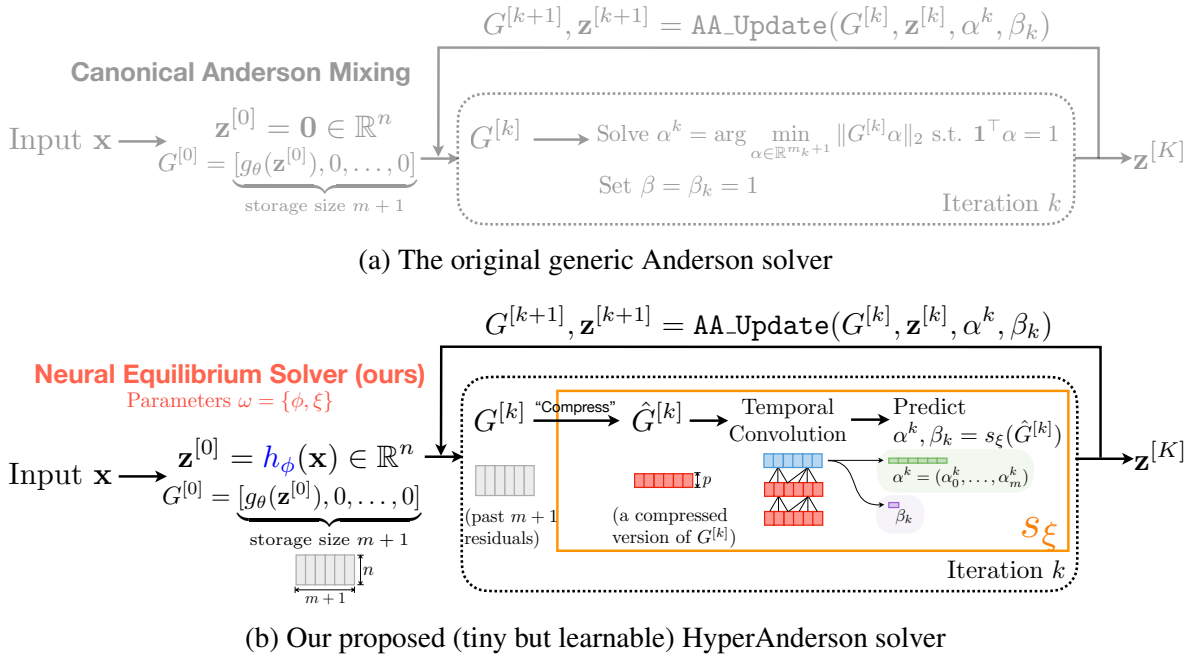 G^{[k+1]}, z^{[k+1]} = AA_Update(G^{[k]}, z^{[k]}, α^k, β_k)
Canonical Anderson Mixing
Input x
z^{[0]} = 0 ∈ ℝ^n
G^{[0]} = [g_θ(z^{[0]}), 0, . . . , 0]
storage size m + 1
G^{[k]}
Solve α^k = arg min_{α∈ℝ^{m_k+1}} ‖G^{[k]}α‖_2 s.t. 1^⊤α = 1
Set β = β_k = 1
Iteration k
z^{[K]}
(a) The original generic Anderson solver
G^{[k+1]}, z^{[k+1]} = AA_Update(G^{[k]}, z^{[k]}, α^k, β_k)
Neural Equilibrium Solver (ours)
Parameters ω = {ϕ, ξ}
Input x
z^{[0]} = h_ϕ(x) ∈ ℝ^n
G^{[0]} = [g_θ(z^{[0]}), 0, . . . , 0]
storage size m + 1
n
m + 1
G^{[k]}
"Compress"
Ĝ^{[k]}
Temporal
Convolution
Predict
α^k, β_k = s_ξ(Ĝ^{[k]})
(past m + 1
residuals)
p
(a compressed
version of G^{[k]})
α^k = (α_0^k, . . . , α_m^k)
β_k
s_ξ
Iteration k
z^{[K]}
(b) Our proposed (tiny but learnable) HyperAnderson solver